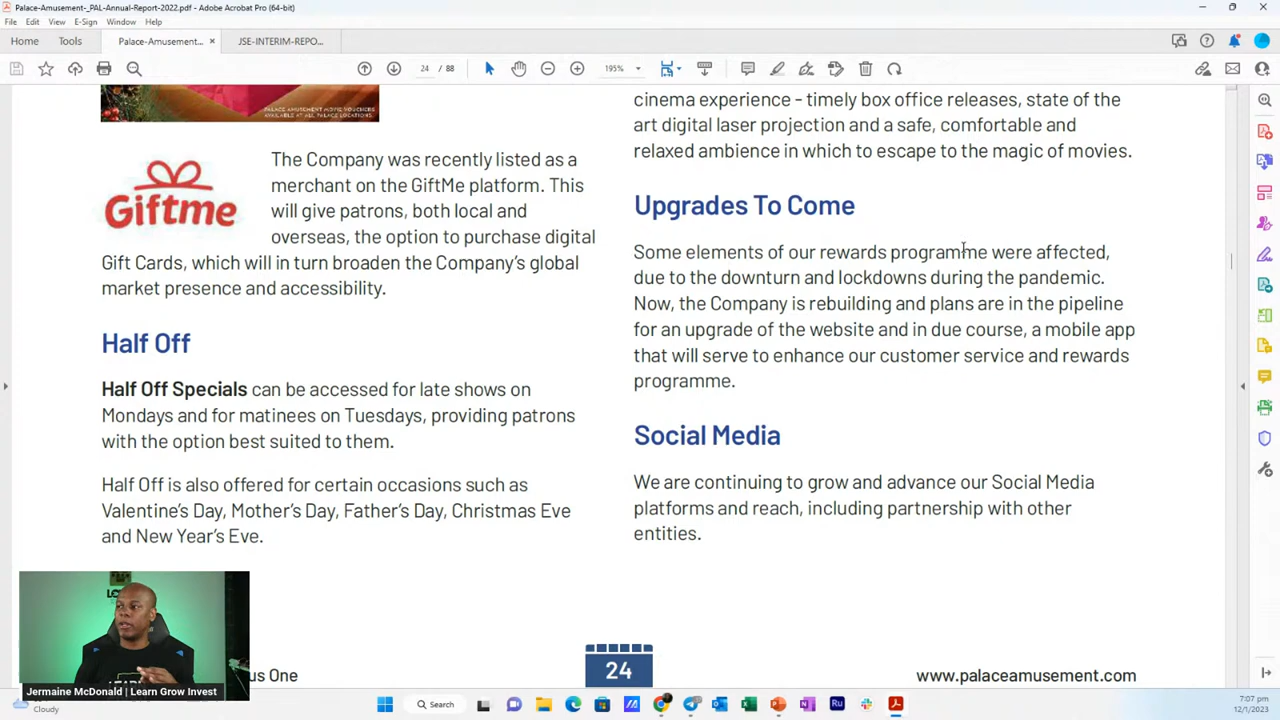 Palace-Amusement-_PAL-Annual-Report-2022.pdf - Adobe Acrobat Pro (64-bit)
File Edit View E-Sign Window Help
Home Tools Palace-Amusement... × JSE-INTERIM-REPO...
24 / 88 195%
PALACE AMUSEMENT MOVIE VOUCHERS
AVAILABLE AT ALL PALACE LOCATIONS.
Giftme
The Company was recently listed as a
merchant on the GiftMe platform. This
will give patrons, both local and
overseas, the option to purchase digital
Gift Cards, which will in turn broaden the Company's global
market presence and accessibility.
Half Off
Half Off Specials can be accessed for late shows on
Mondays and for matinees on Tuesdays, providing patrons
with the option best suited to them.
Half Off is also offered for certain occasions such as
Valentine's Day, Mother's Day, Father's Day, Christmas Eve
and New Year's Eve.
cinema experience - timely box office releases, state of the
art digital laser projection and a safe, comfortable and
relaxed ambience in which to escape to the magic of movies.
Upgrades To Come
Some elements of our rewards programme were affected,
due to the downturn and lockdowns during the pandemic.
Now, the Company is rebuilding and plans are in the pipeline
for an upgrade of the website and in due course, a mobile app
that will serve to enhance our customer service and rewards
programme.
Social Media
We are continuing to grow and advance our Social Media
platforms and reach, including partnership with other
entities.
us One
24
www.palaceamusement.com
Jermaine McDonald | Learn Grow Invest
Cloudy
Search
Ru
7:07 pm
12/1/2023